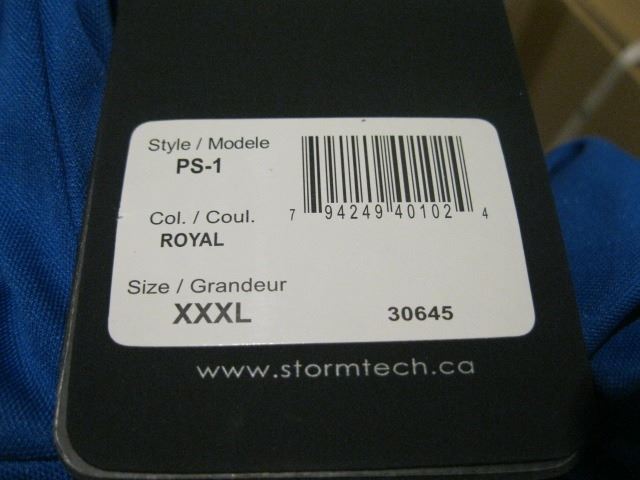 Style / Modele
PS-1
7 94249 40102 4
Col. / Coul.
ROYAL
Size / Grandeur
XXXL
30645
www.stormtech.ca